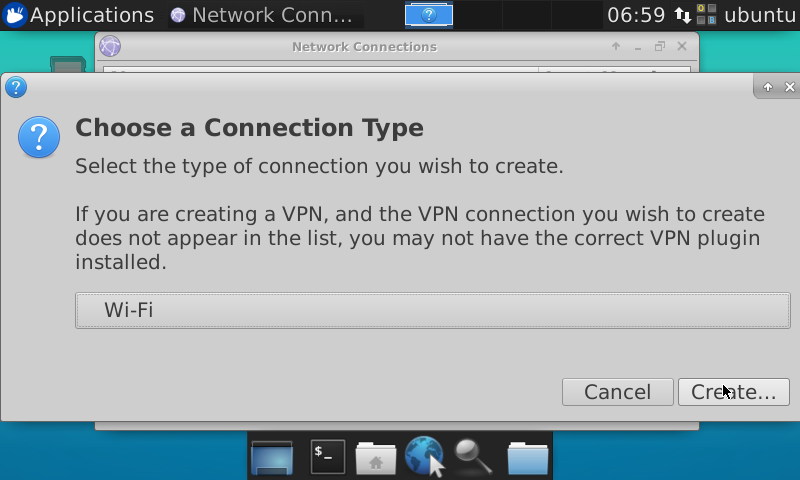 Applications Network Conn... 06:59 ubuntu
Network Connections
Choose a Connection Type
Select the type of connection you wish to create.
If you are creating a VPN, and the VPN connection you wish to create
does not appear in the list, you may not have the correct VPN plugin
installed.
Wi-Fi
Cancel Create...
$_